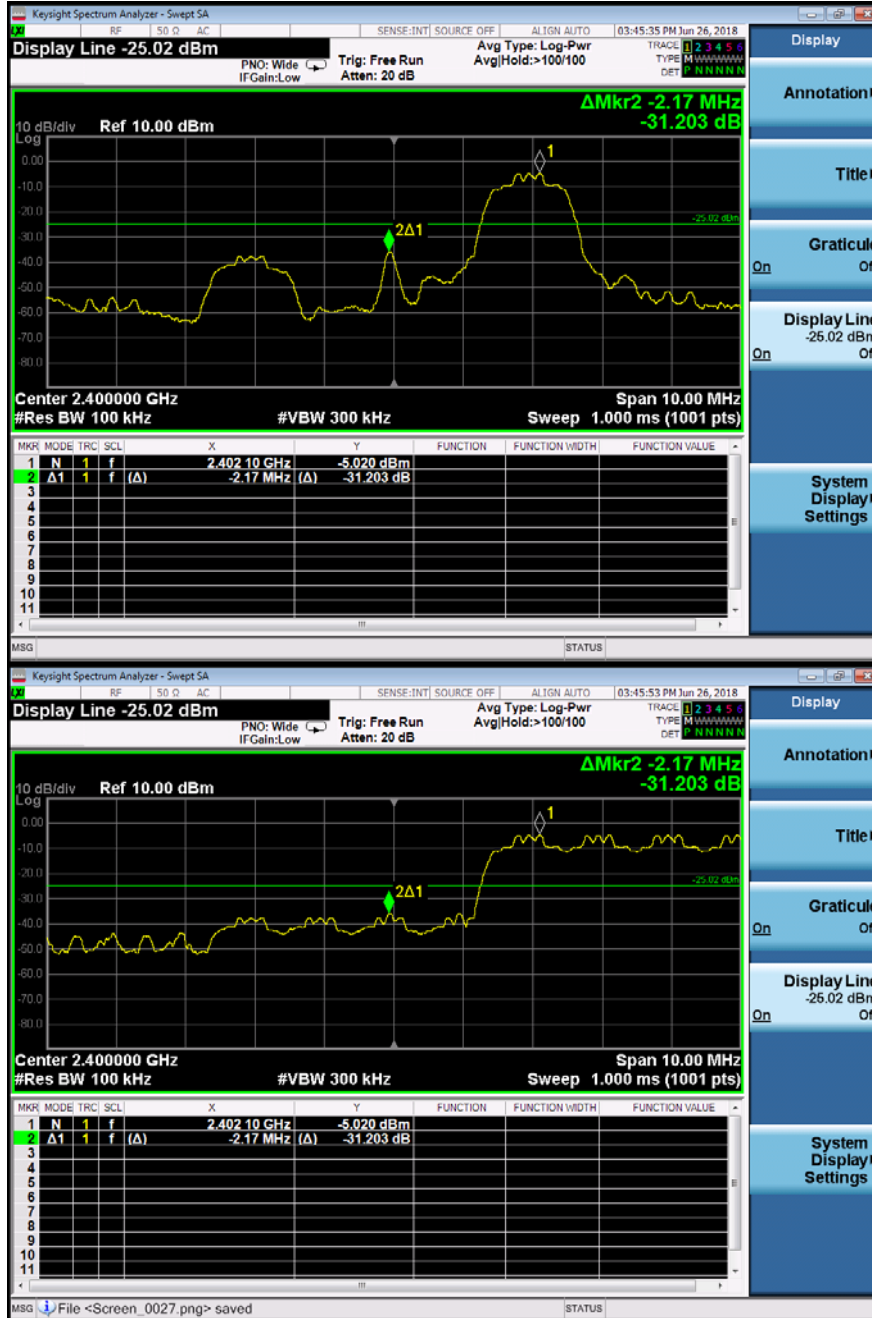 Keysight Spectrum Analyzer - Swept SA
LXI RF 50 Ω AC SENSE:INT SOURCE OFF ALIGN AUTO 03:45:35 PM Jun 26, 2018
Display Line -25.02 dBm
PNO: Wide
IFGain:Low
Trig: Free Run
Atten: 20 dB
Avg Type: Log-Pwr
Avg|Hold:>100/100
TRACE 1 2 3 4 5 6
TYPE M WWWWW
DET P N N N N N
ΔMkr2 -2.17 MHz
-31.203 dB
10 dB/div Ref 10.00 dBm
Log
1
0.00
-10.0
-20.0
-25.02 dBm
2Δ1
-30.0
-40.0
-50.0
-60.0
-70.0
-80.0
Center 2.400000 GHz Span 10.00 MHz
#Res BW 100 kHz #VBW 300 kHz Sweep 1.000 ms (1001 pts)
MKR MODE TRC SCL X Y FUNCTION FUNCTION WIDTH FUNCTION VALUE
1 N 1 f 2.402 10 GHz -5.020 dBm
2 Δ1 1 f (Δ) -2.17 MHz (Δ) -31.203 dB
3
4
5
6
7
8
9
10
11
MSG STATUS
Display
Annotation
Title
Graticule
On Of
Display Line
-25.02 dBm
On Of
System
Display
Settings
Keysight Spectrum Analyzer - Swept SA
LXI RF 50 Ω AC SENSE:INT SOURCE OFF ALIGN AUTO 03:45:53 PM Jun 26, 2018
Display Line -25.02 dBm
PNO: Wide
IFGain:Low
Trig: Free Run
Atten: 20 dB
Avg Type: Log-Pwr
Avg|Hold:>100/100
TRACE 1 2 3 4 5 6
TYPE M WWWWW
DET P N N N N N
ΔMkr2 -2.17 MHz
-31.203 dB
10 dB/div Ref 10.00 dBm
Log
1
0.00
-10.0
-20.0
-25.02 dBm
2Δ1
-30.0
-40.0
-50.0
-60.0
-70.0
-80.0
Center 2.400000 GHz Span 10.00 MHz
#Res BW 100 kHz #VBW 300 kHz Sweep 1.000 ms (1001 pts)
MKR MODE TRC SCL X Y FUNCTION FUNCTION WIDTH FUNCTION VALUE
1 N 1 f 2.402 10 GHz -5.020 dBm
2 Δ1 1 f (Δ) -2.17 MHz (Δ) -31.203 dB
3
4
5
6
7
8
9
10
11
MSG File <Screen_0027.png> saved STATUS
Display
Annotation
Title
Graticule
On Of
Display Line
-25.02 dBm
On Of
System
Display
Settings